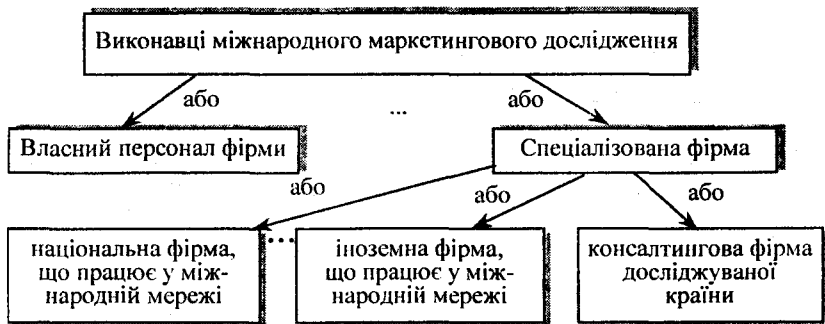 Виконавці міжнародного маркетингового дослідження
або
...
або
Власний персонал фірми
Спеціалізована фірма
або
або
або
національна фірма,
що працює у між-
народній мережі
...
іноземна фірма,
що працює у між-
народній мережі
консалтингова фірма
досліджуваної
країни